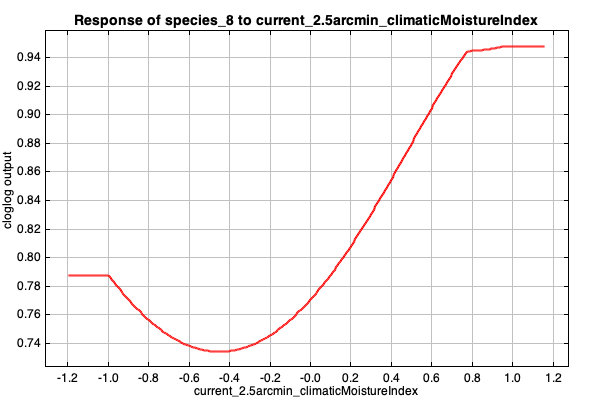 Response of species_8 to current_2.5arcmin_climaticMoistureIndex
0.94
0.92
0.90
0.88
0.86
0.84
0.82
0.80
0.78
0.76
0.74
cloglog output
-1.2 -1.0 -0.8 -0.6 -0.4 -0.2 -0.0 0.2 0.4 0.6 0.8 1.0 1.2
current_2.5arcmin_climaticMoistureIndex